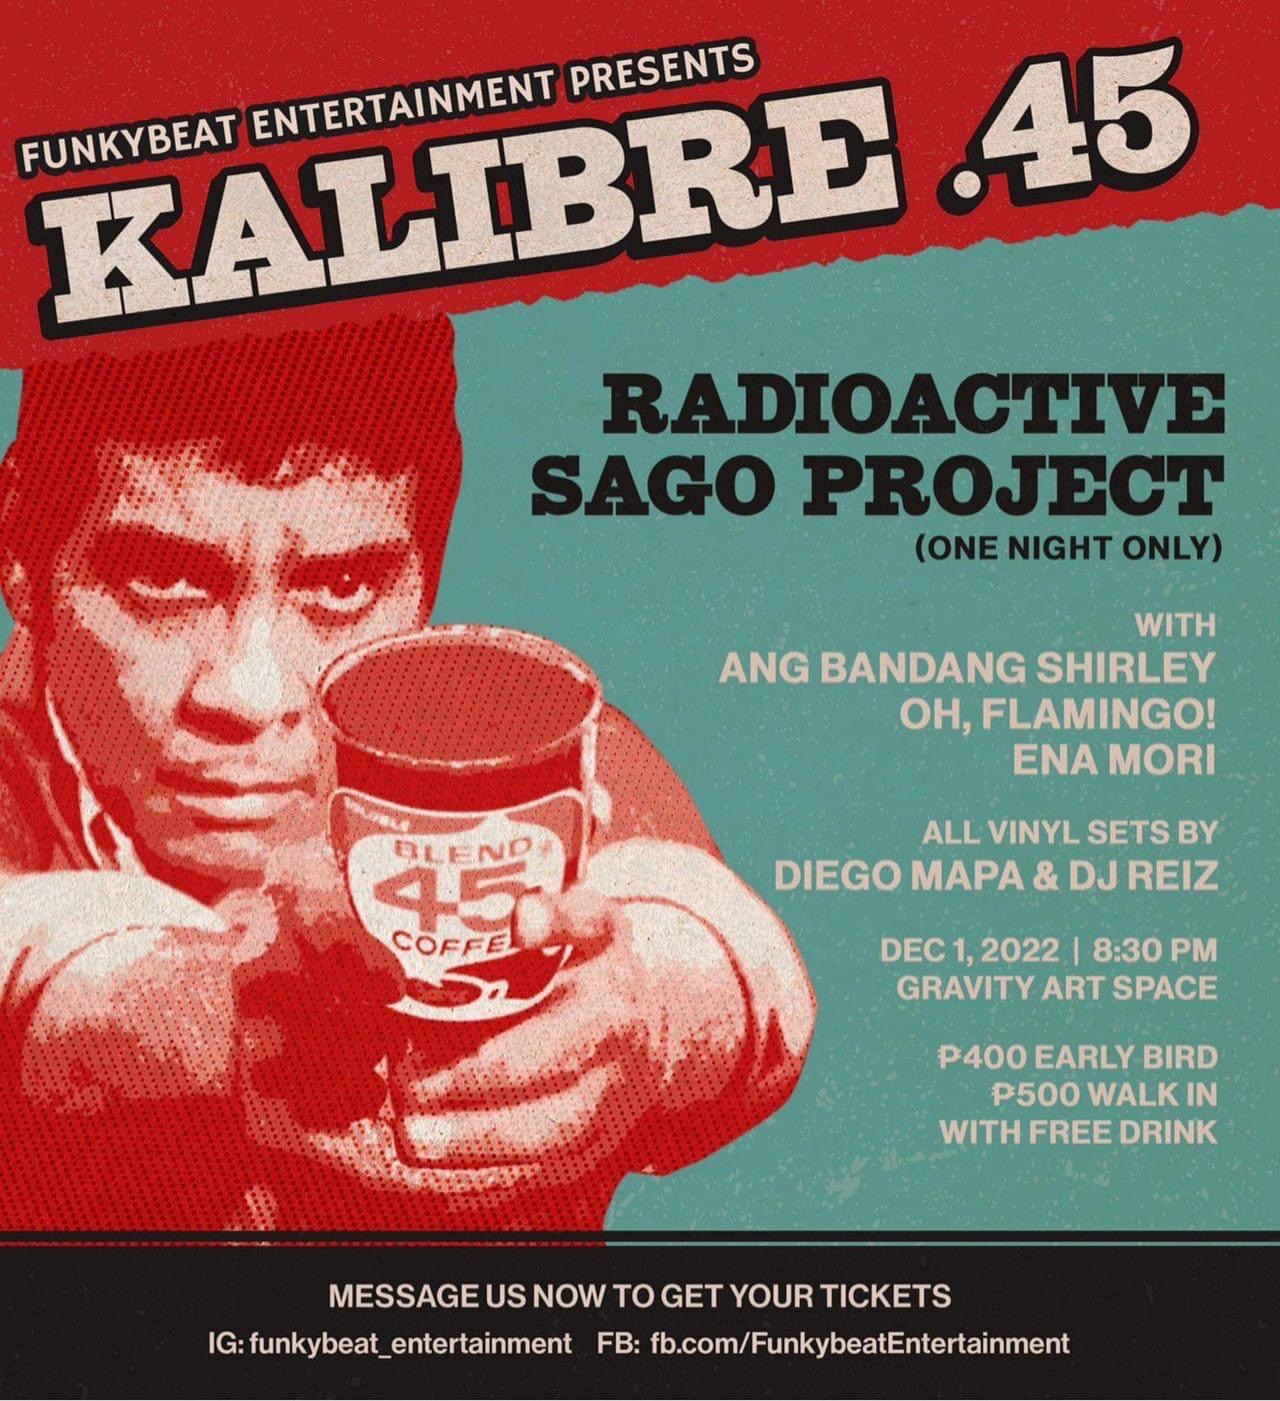 FUNKYBEAT ENTERTAINMENT PRESENTS
KALIBRE .45
RADIOACTIVE
SAGO PROJECT
(ONE NIGHT ONLY)
WITH
ANG BANDANG SHIRLEY
OH, FLAMINGO!
ENA MORI
ALL VINYL SETS BY
DIEGO MAPA & DJ REIZ
DEC 1, 2022 | 8:30 PM
GRAVITY ART SPACE
₱400 EARLY BIRD
₱500 WALK IN
WITH FREE DRINK
BLEND
45
COFFE
MESSAGE US NOW TO GET YOUR TICKETS
IG: funkybeat_entertainment FB: fb.com/FunkybeatEntertainment